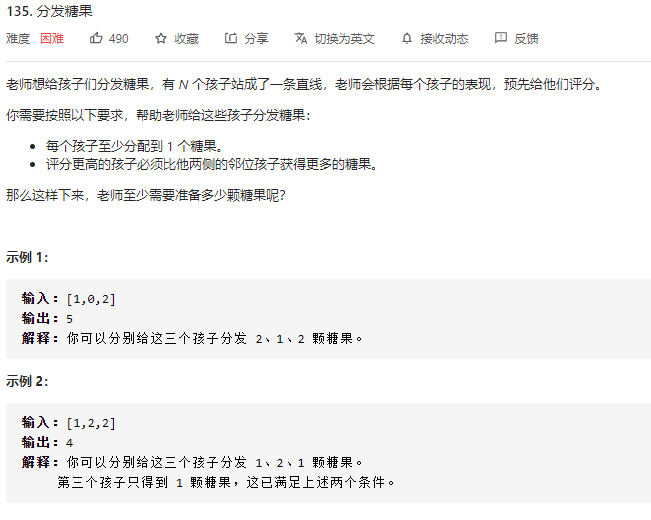 135. 分发糖果
难度 困难 490 收藏 分享 切换为英文 接收动态 反馈
老师想给孩子们分发糖果，有 N 个孩子站成了一条直线，老师会根据每个孩子的表现，预先给他们评分。
你需要按照以下要求，帮助老师给这些孩子分发糖果：
• 每个孩子至少分配到 1 个糖果。
• 评分更高的孩子必须比他两侧的邻位孩子获得更多的糖果。
那么这样下来，老师至少需要准备多少颗糖果呢？
示例 1：
输入：[1,0,2]
输出：5
解释：你可以分别给这三个孩子分发 2、1、2 颗糖果。
示例 2：
输入：[1,2,2]
输出：4
解释：你可以分别给这三个孩子分发 1、2、1 颗糖果。
第三个孩子只得到 1 颗糖果，这已满足上述两个条件。